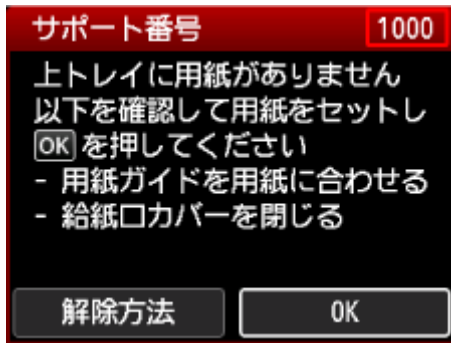 サポート番号 1000
上トレイに用紙がありません
以下を確認して用紙をセットし
OKを押してください
- 用紙ガイドを用紙に合わせる
- 給紙口カバーを閉じる
解除方法 OK